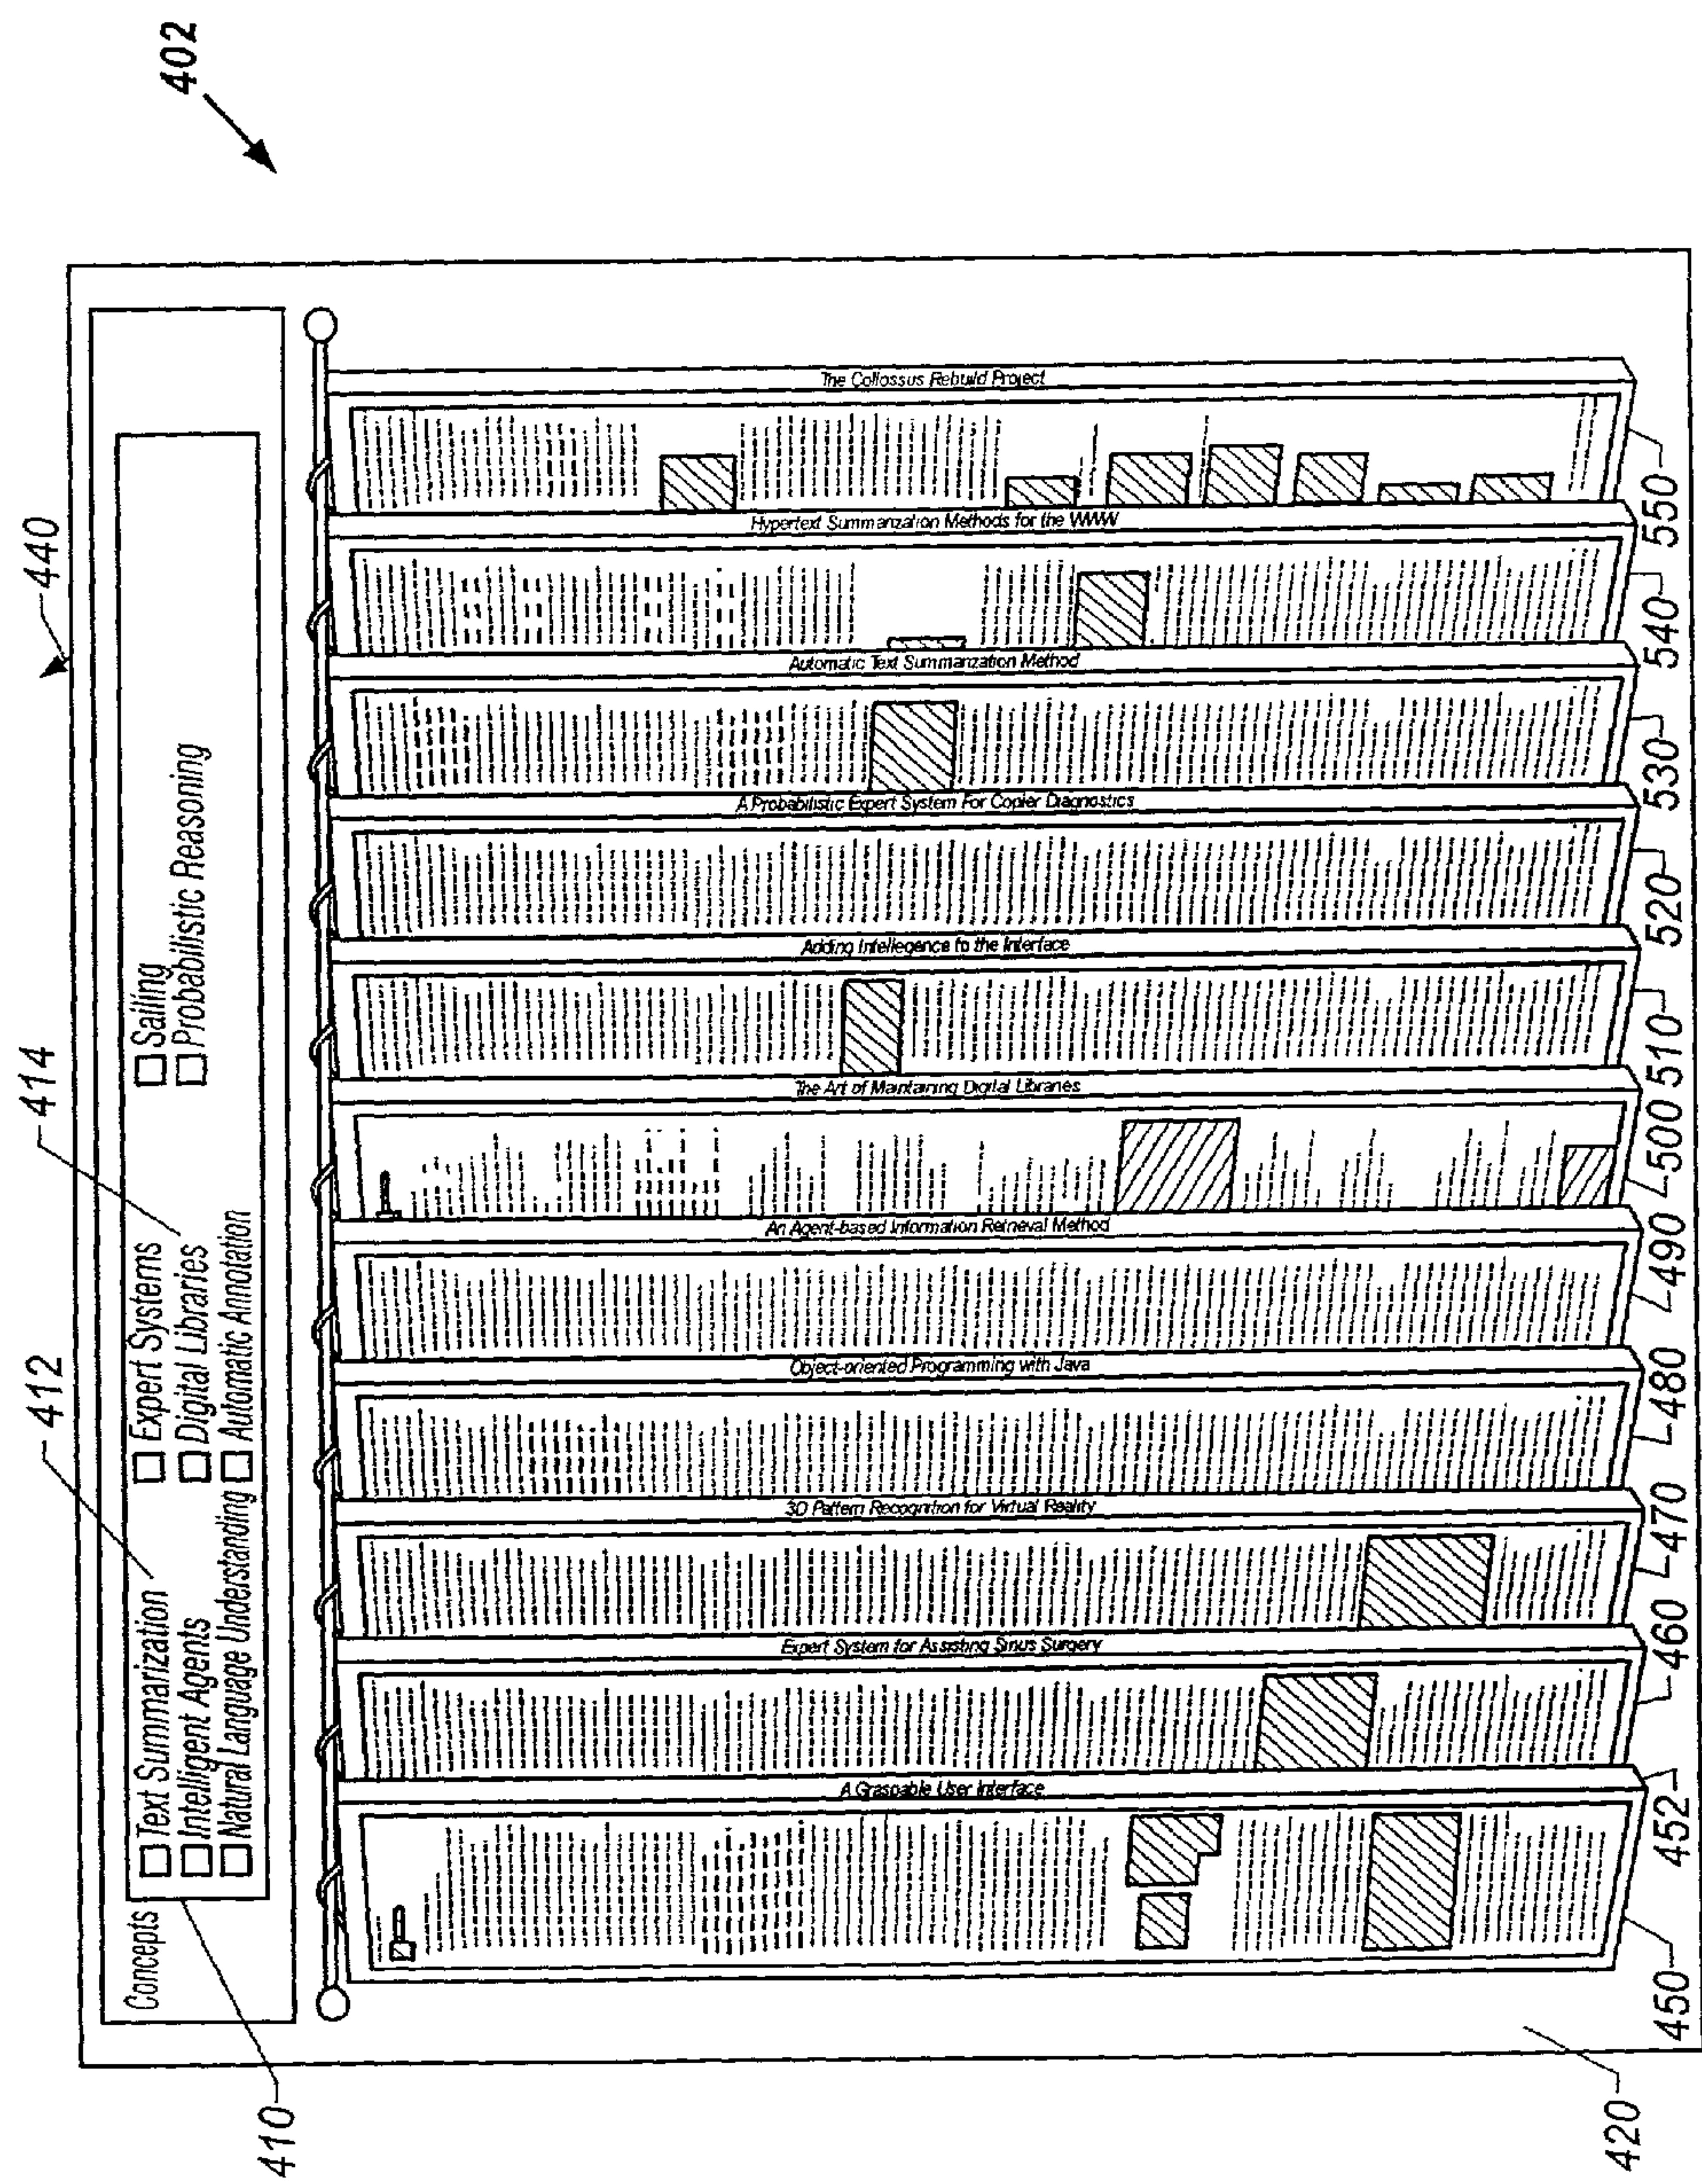 402
440
412
414
410
Concepts
□ Text Summarization □ Expert Systems □ Sailing
□ Intelligent Agents □ Digital Libraries □ Probabilistic Reasoning
□ Natural Language Understanding □ Automatic Annotation
A Graspable User Interface
Expert System for Assisting Sinus Surgery
3D Pattern Recognition for Virtual Reality
Object-oriented Programming with Java
An Agent-based Information Retrieval Method
The Art of Maintaining Digital Libraries
Adding Intellegence to the Interface
A Probabilistic Expert System For Copier Diagnostics
Automatic Text Summarization Method
Hypertext Summarization Methods for the WWW
The Collossus Rebuild Project
420
450 452 460 470 480 490 500 510 520 530 540 550